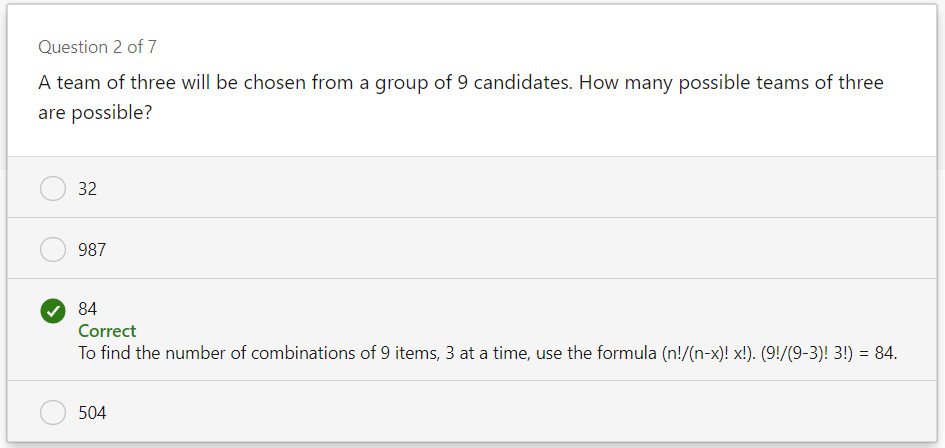 Question 2 of 7
A team of three will be chosen from a group of 9 candidates. How many possible teams of three
are possible?
32
987
84
Correct
To find the number of combinations of 9 items, 3 at a time, use the formula (n!/(n-x)! x!). (9!/(9-3)! 3!) = 84.
504